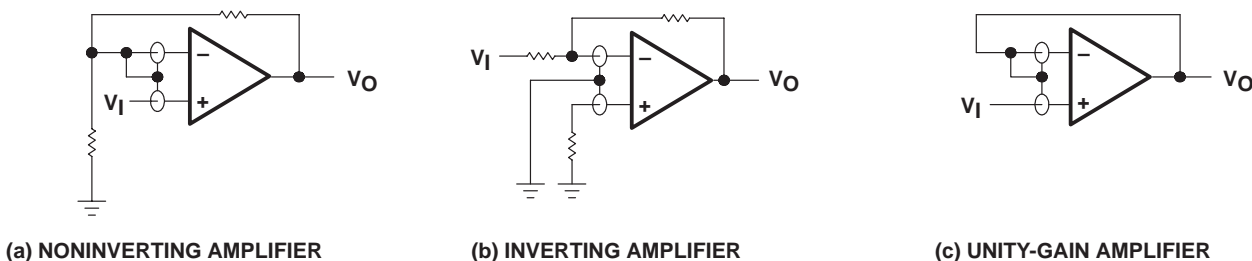 VI
−
+
VO
(a) NONINVERTING AMPLIFIER
VI
−
+
VO
(b) INVERTING AMPLIFIER
VI
−
+
VO
(c) UNITY-GAIN AMPLIFIER